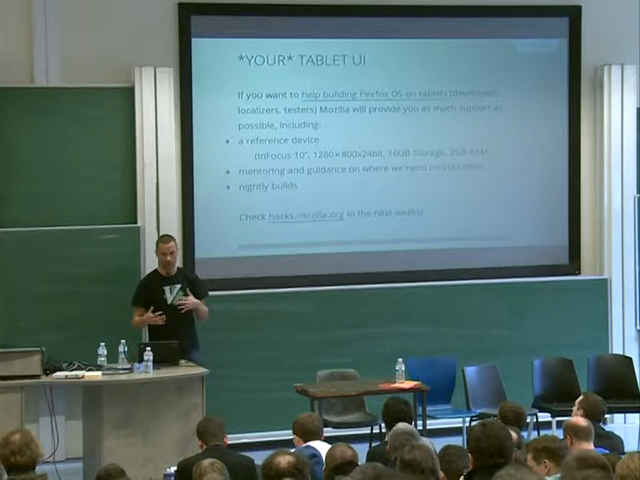 *YOUR* TABLET UI
If you want to help building Firefox OS on tablets (developers,
localizers, testers) Mozilla will provide you as much support as
possible, including:
• a reference device
(InFocus 10", 1280×800x24bit, 16GB Storage, 2GB RAM)
• mentoring and guidance on where we need contributions
• nightly builds
Check hacks.mozilla.org in the next weeks!
V